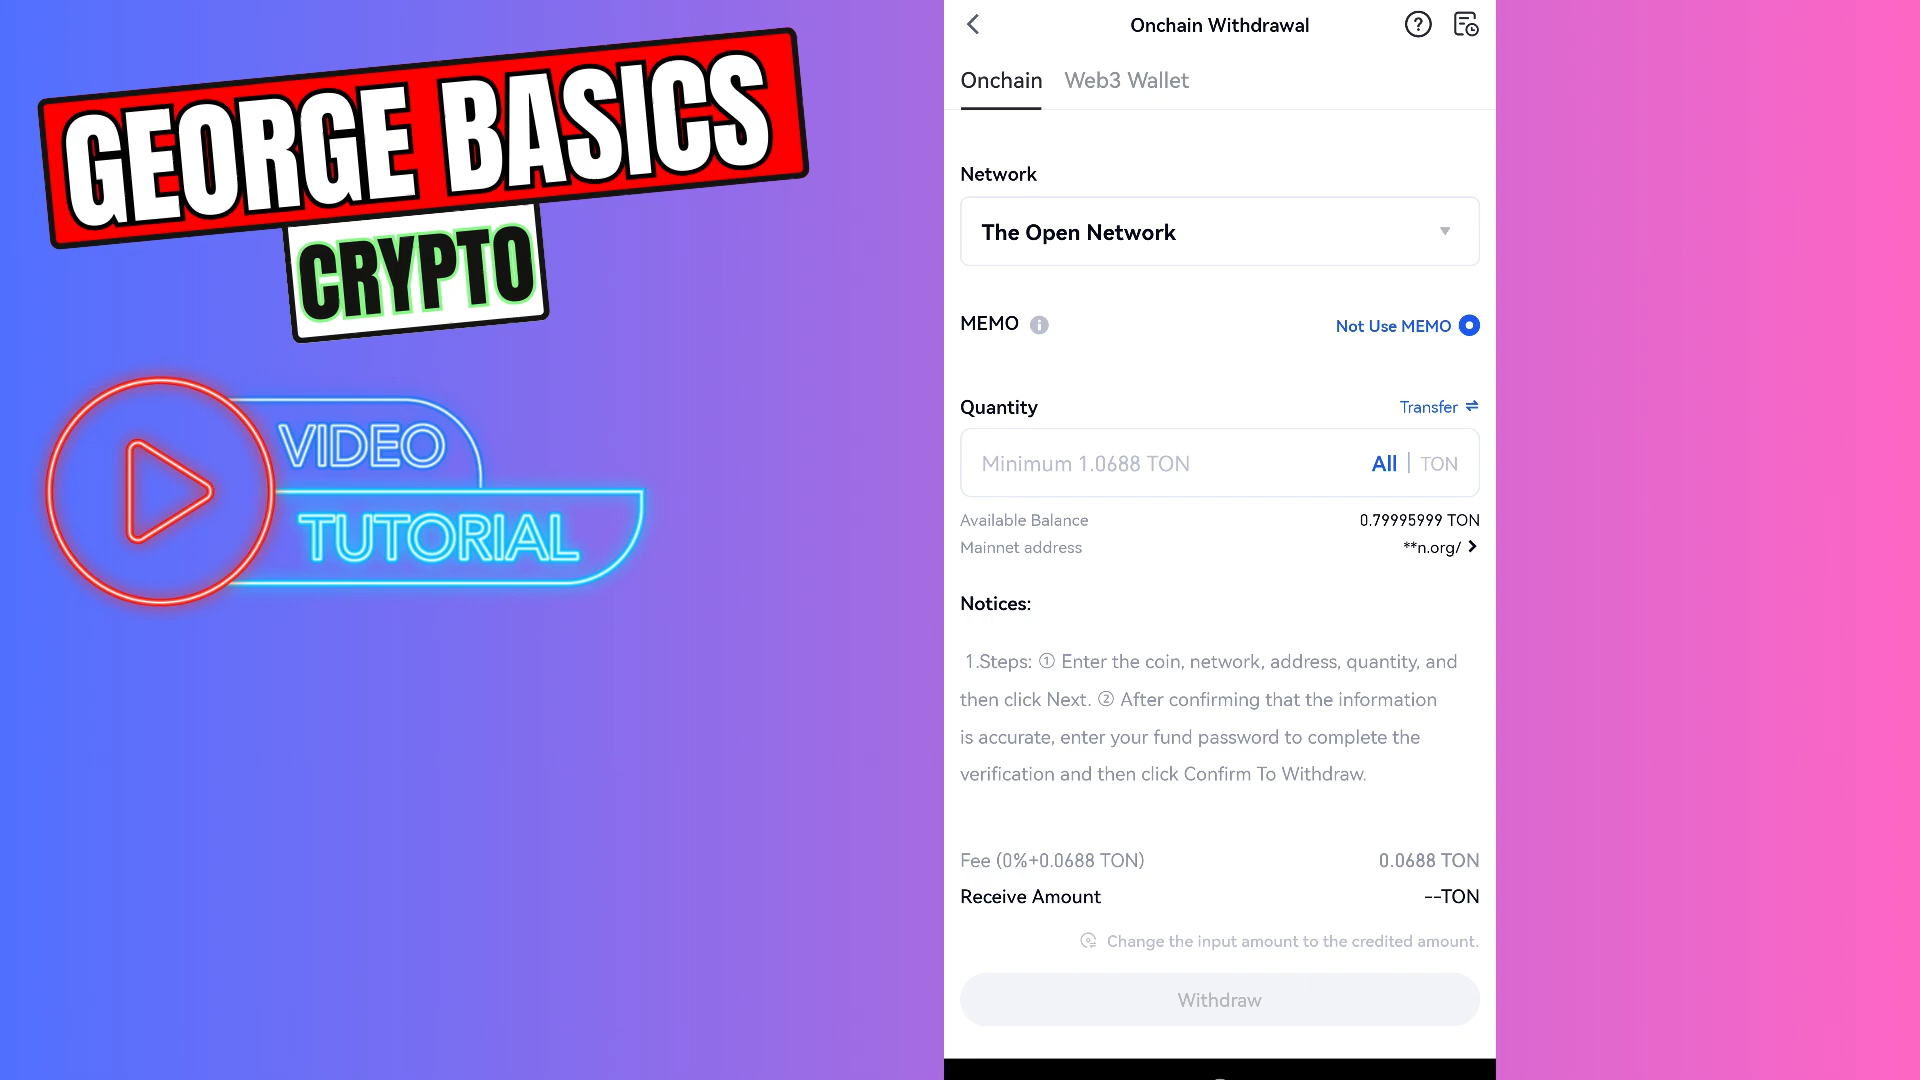 GEORGE BASICS
CRYPTO
VIDEO
TUTORIAL
Onchain Withdrawal
Onchain Web3 Wallet
Network
The Open Network
MEMO Not Use MEMO
Quantity Transfer
Minimum 1.0688 TON All | TON
Available Balance 0.79995999 TON
Mainnet address **n.org/
Notices:
1.Steps: ① Enter the coin, network, address, quantity, and
then click Next. ② After confirming that the information
is accurate, enter your fund password to complete the
verification and then click Confirm To Withdraw.
Fee (0%+0.0688 TON) 0.0688 TON
Receive Amount --TON
Change the input amount to the credited amount.
Withdraw